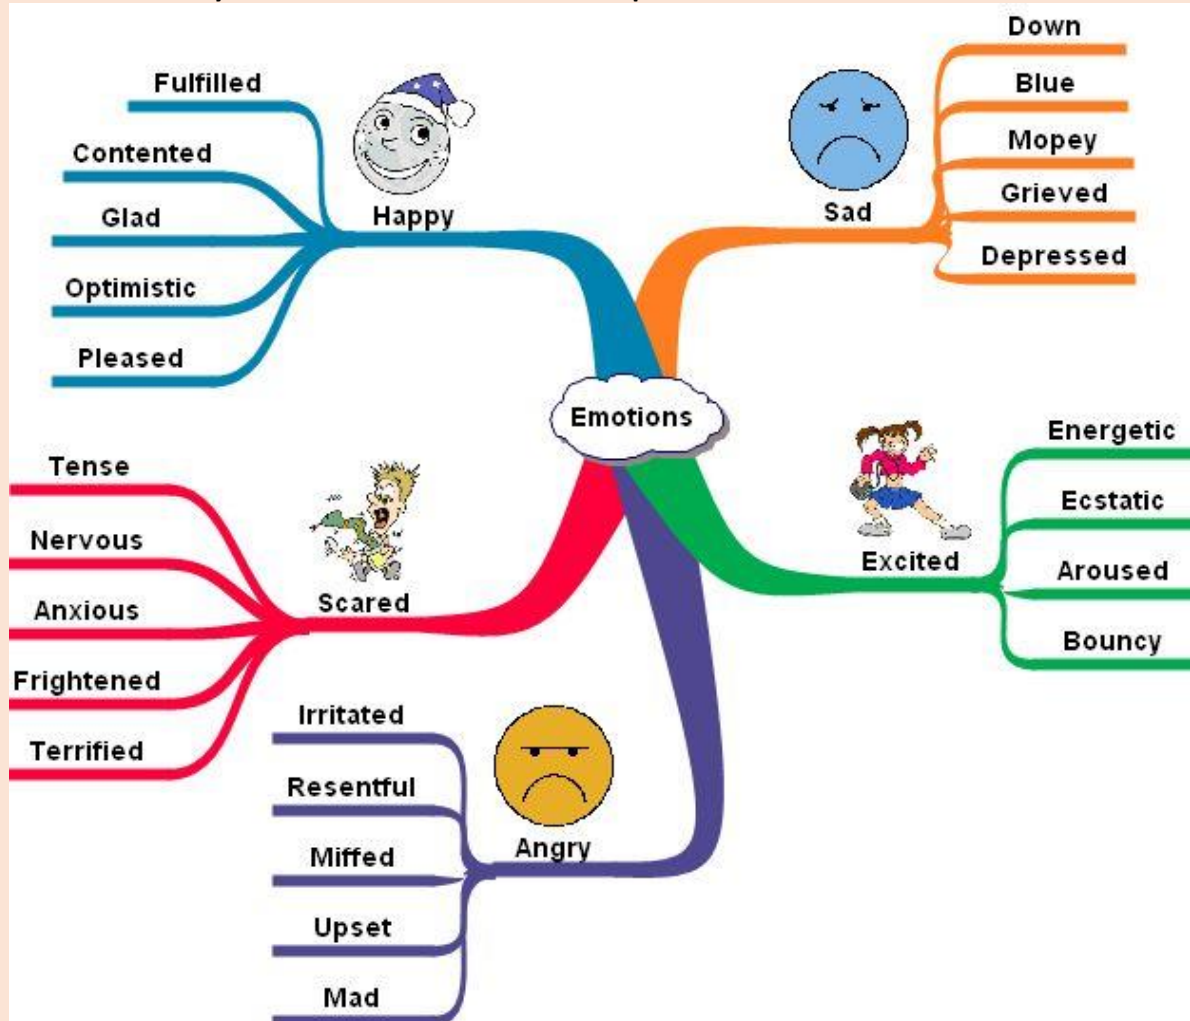 Emotions
Happy
Fulfilled
Contented
Glad
Optimistic
Pleased
Sad
Down
Blue
Mopey
Grieved
Depressed
Excited
Energetic
Ecstatic
Aroused
Bouncy
Scared
Tense
Nervous
Anxious
Frightened
Terrified
Angry
Irritated
Resentful
Miffed
Upset
Mad